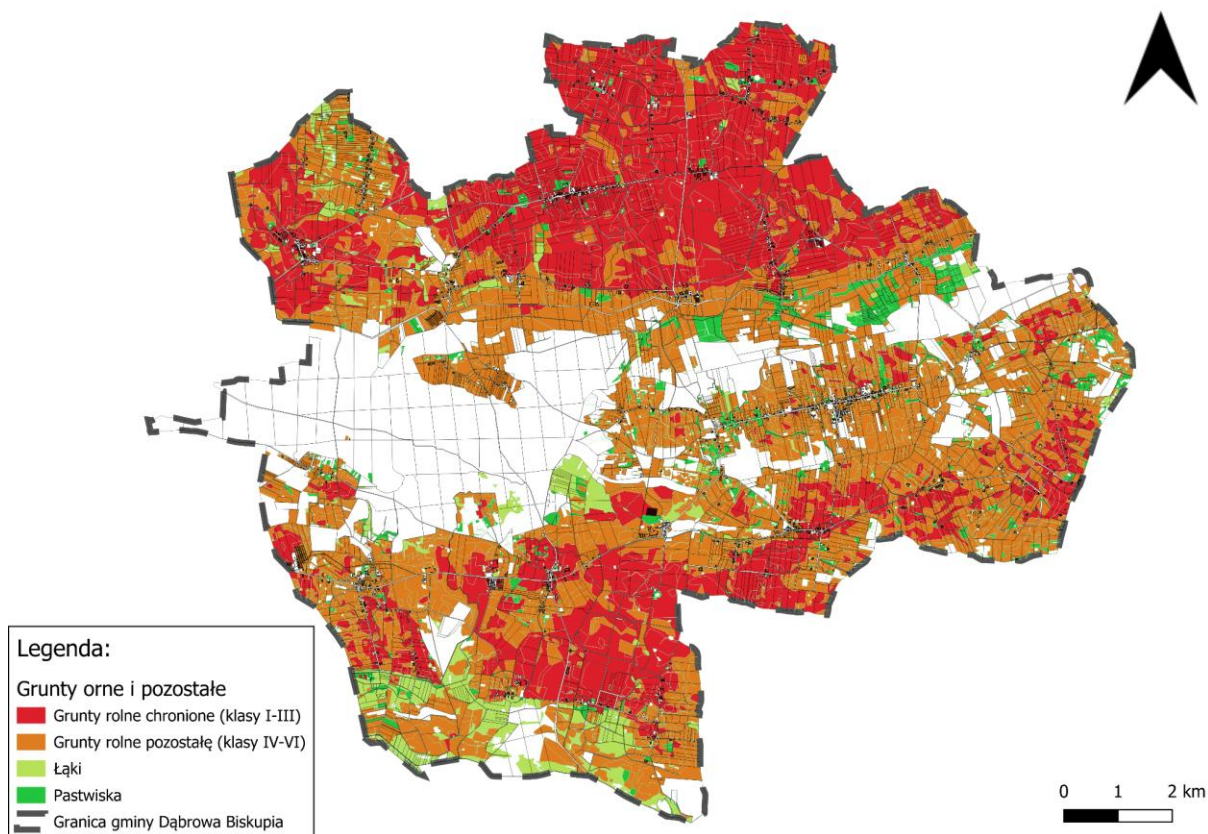 Legenda:
Grunty orne i pozostałe
Grunty rolne chronione (klasy I-III)
Grunty rolne pozostałę (klasy IV-VI)
Łąki
Pastwiska
Granica gminy Dąbrowa Biskupia
0 1 2 km